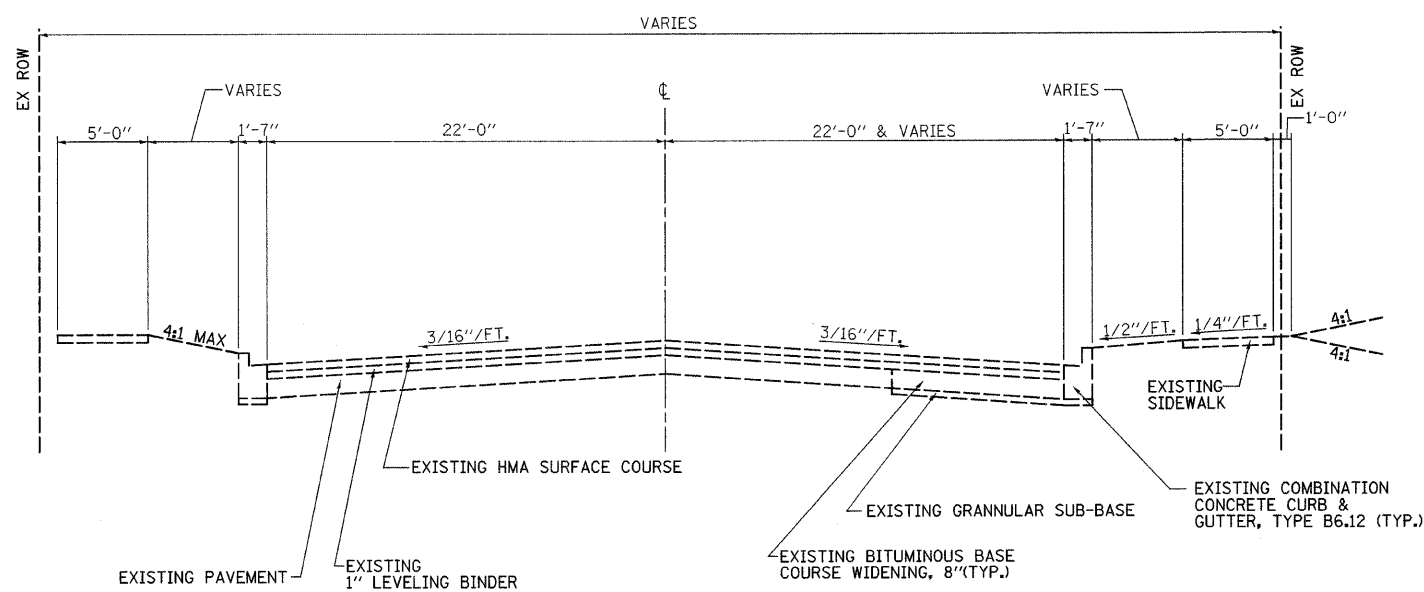 VARIES
EX ROW
EX ROW
VARIES
℄
VARIES
1'-0"
5'-0"
1'-7"
22'-0"
22'-0" & VARIES
1'-7"
5'-0"
4:1 MAX
3/16"/FT.
3/16"/FT.
1/2"/FT.
1/4"/FT.
4:1
4:1
EXISTING
SIDEWALK
EXISTING HMA SURFACE COURSE
EXISTING GRANNULAR SUB-BASE
EXISTING COMBINATION
CONCRETE CURB &
GUTTER, TYPE B6.12 (TYP.)
EXISTING PAVEMENT
EXISTING
1" LEVELING BINDER
EXISTING BITUMINOUS BASE
COURSE WIDENING, 8"(TYP.)